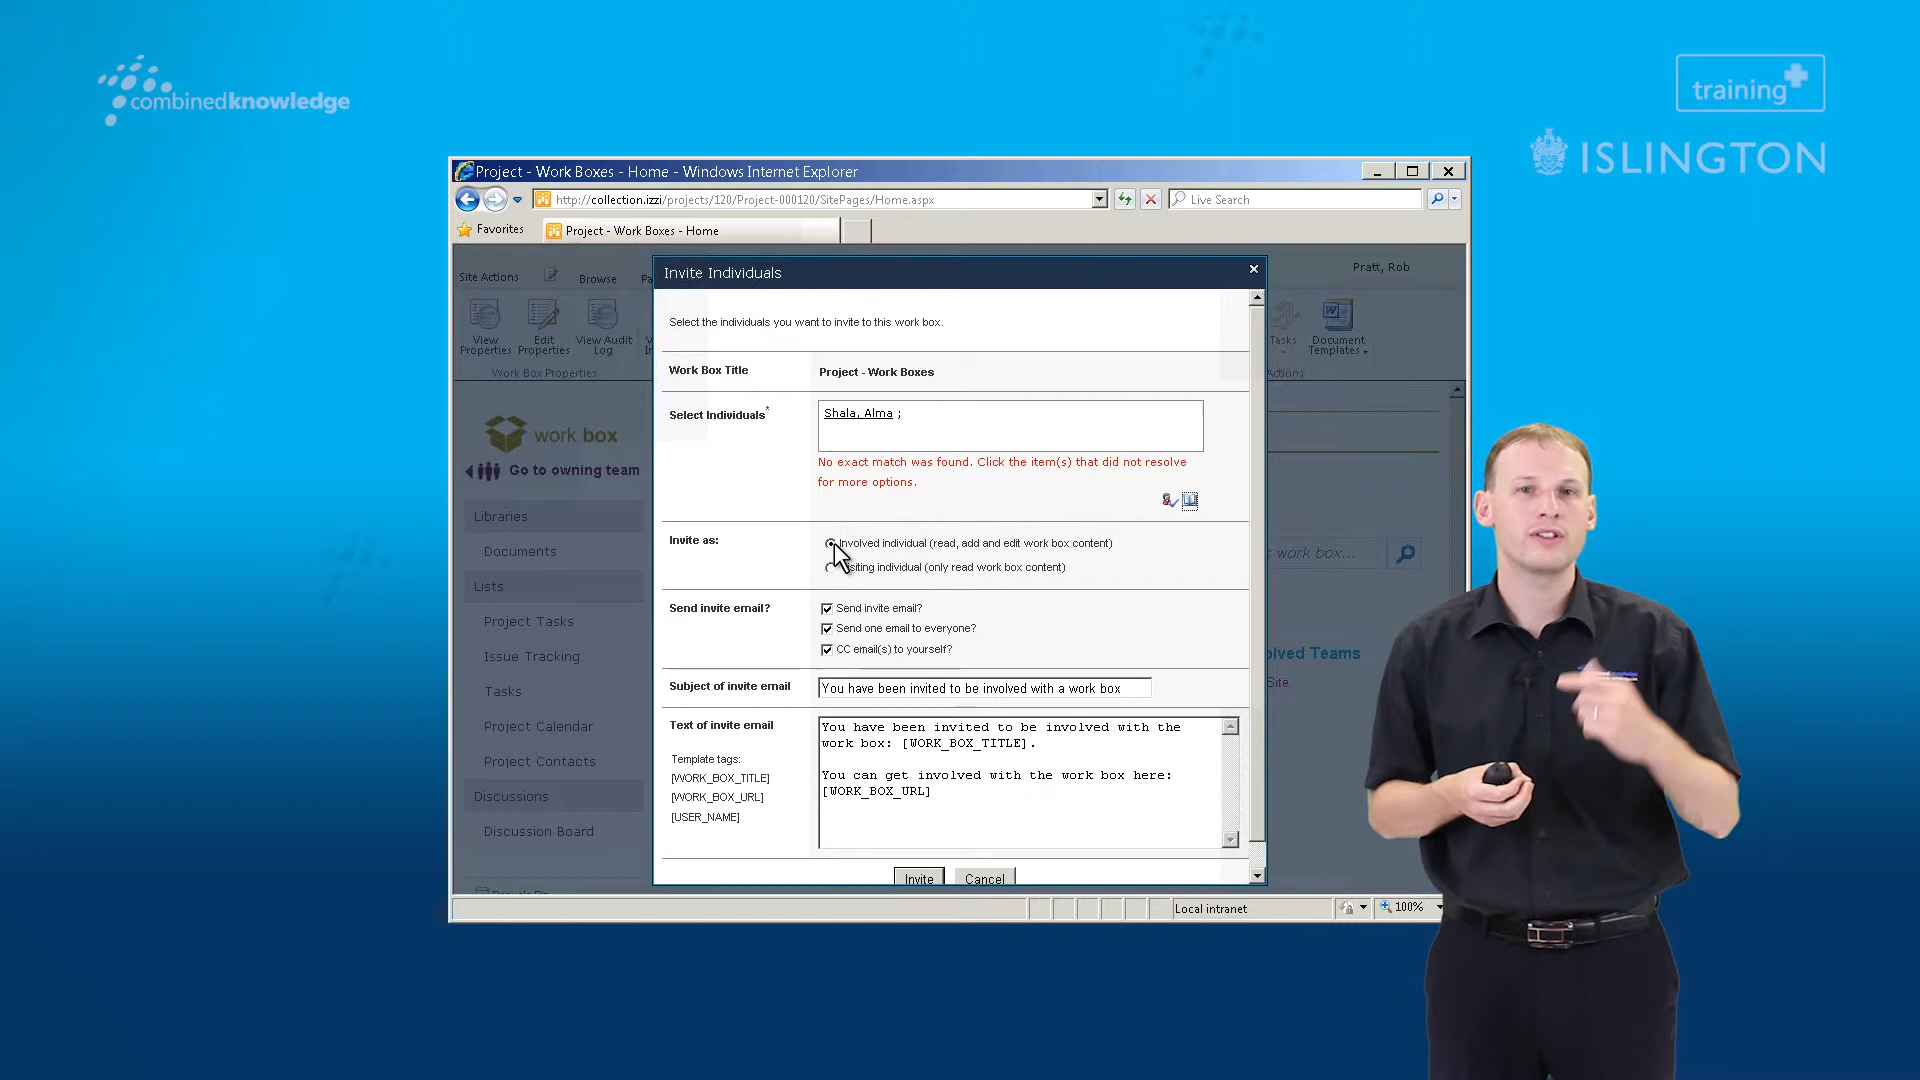 combinedknowledge
training
ISLINGTON
Project - Work Boxes - Home - Windows Internet Explorer
http://collection.izzi/projects/120/Project-000120/SitePages/Home.aspx
Live Search
Favorites
Project - Work Boxes - Home
Site Actions
Browse
Pratt, Rob
View Properties
Edit Properties
View Audit Log
Tasks
Document Templates
Work Box Properties
work box
Go to owning team
Libraries
Documents
Lists
Project Tasks
Issue Tracking
Tasks
Project Calendar
Project Contacts
Discussions
Discussion Board
Invite Individuals
Select the individuals you want to invite to this work box.
Work Box Title
Project - Work Boxes
Select Individuals*
Shala, Alma ;
No exact match was found. Click the item(s) that did not resolve
for more options.
Invite as:
Involved individual (read, add and edit work box content)
individual (only read work box content)
Send invite email?
Send invite email?
Send one email to everyone?
CC email(s) to yourself?
Subject of invite email
You have been invited to be involved with a work box
Text of invite email
Template tags:
[WORK_BOX_TITLE]
[WORK_BOX_URL]
[USER_NAME]
You have been invited to be involved with the
work box: [WORK_BOX_TITLE].
You can get involved with the work box here:
[WORK_BOX_URL]
Invite
Cancel
work box...
Teams
Site.
Local intranet
100%